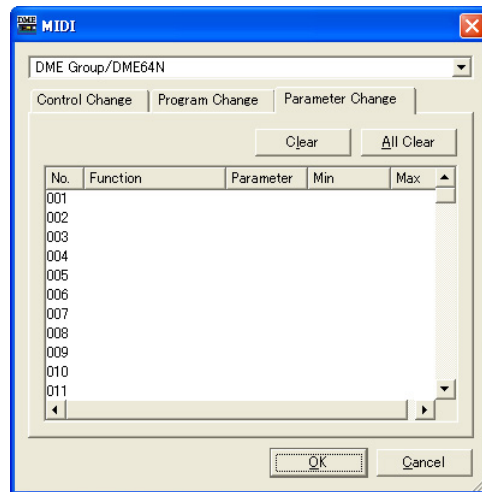 DME MIDI
DME Group/DME64N
Control Change Program Change Parameter Change
Clear All Clear
No. Function Parameter Min Max
001
002
003
004
005
006
007
008
009
010
011
OK Cancel